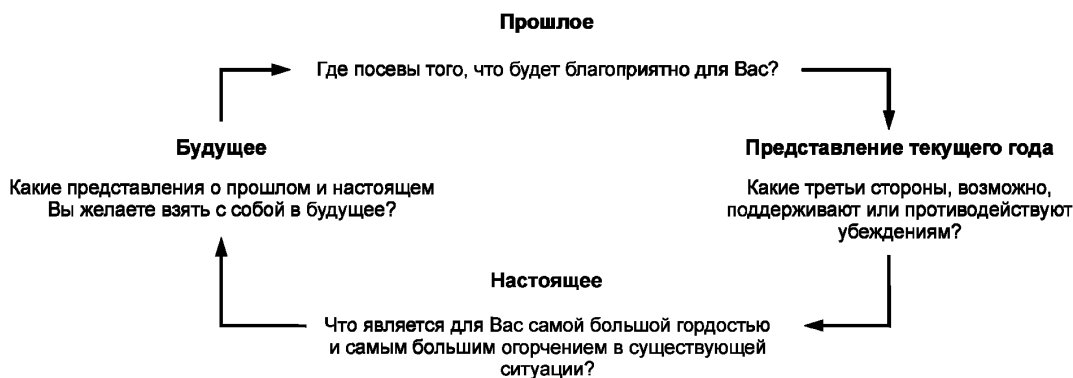 Прошлое
Где посевы того, что будет благоприятно для Вас?
Будущее
Какие представления о прошлом и настоящем
Вы желаете взять с собой в будущее?
Представление текущего года
Какие третьи стороны, возможно,
поддерживают или противодействуют
убеждениям?
Настоящее
Что является для Вас самой большой гордостью
и самым большим огорчением в существующей
ситуации?